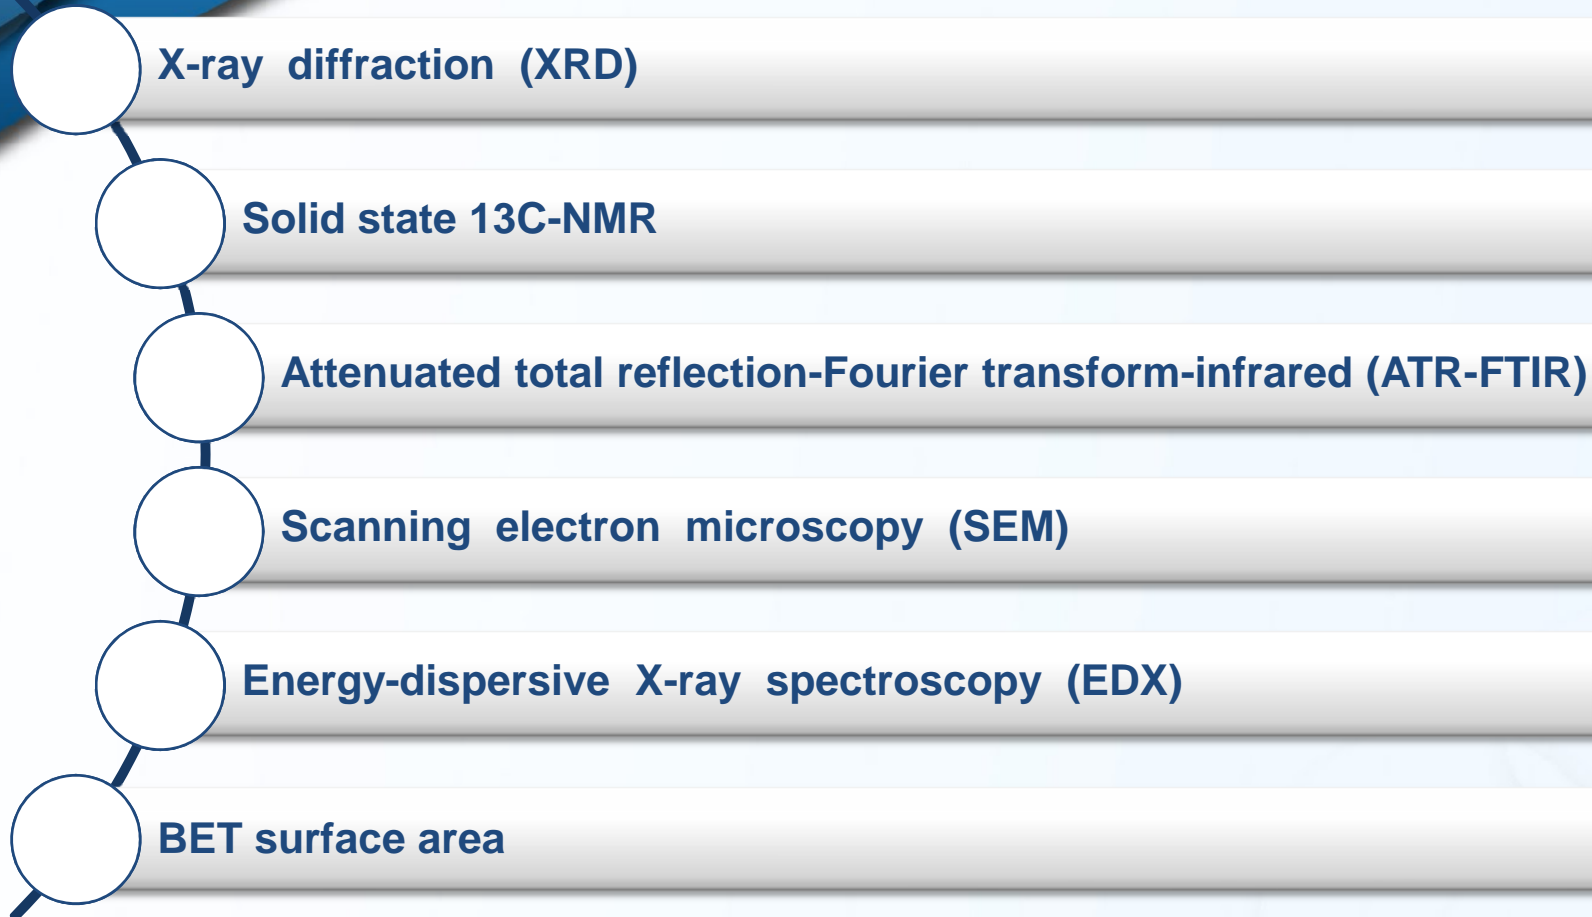 X-ray diffraction (XRD)
Solid state 13C-NMR
Attenuated total reflection-Fourier transform-infrared (ATR-FTIR)
Scanning electron microscopy (SEM)
Energy-dispersive X-ray spectroscopy (EDX)
BET surface area